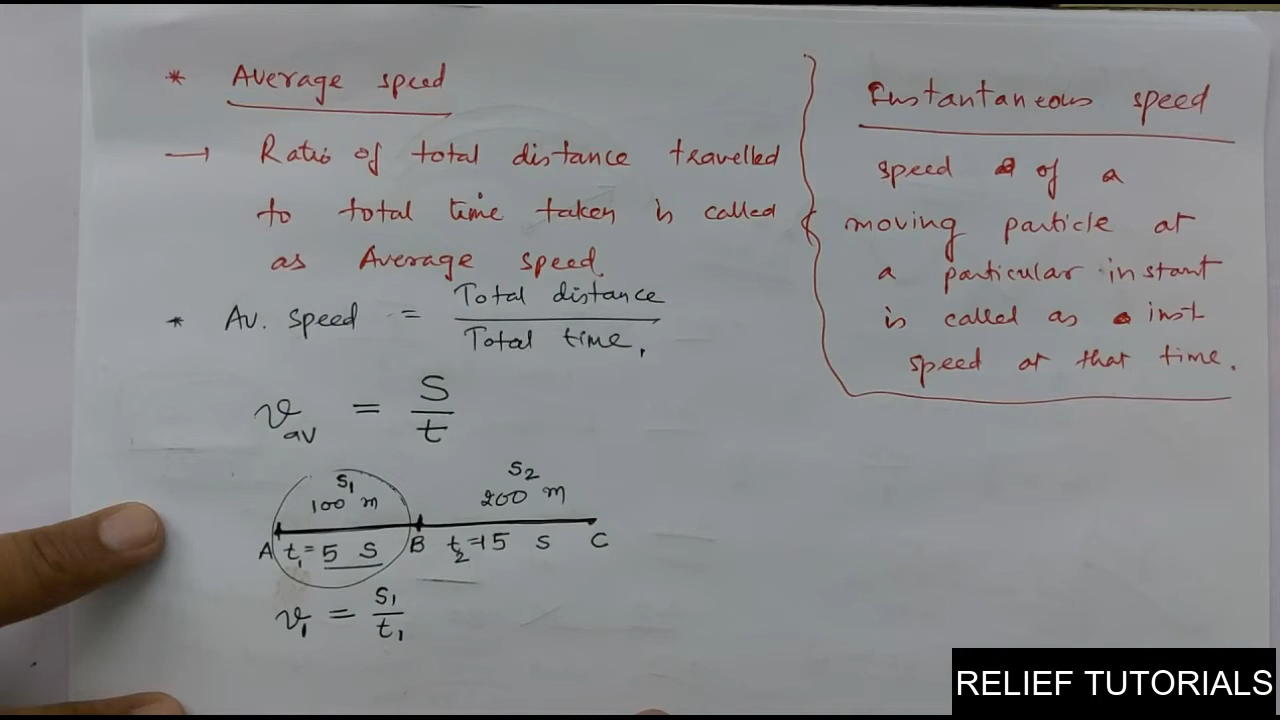 * Average speed
→ Ratio of total distance travelled
to total time taken is called
as Average speed.
* Av. speed = Total distance
Total time.
v av = S
t
S1
100 m
S2
200 m
A t1= 5 S B t2=15 S C
v1 = S1
t1
Instantaneous speed
speed of a
moving particle at
a particular instant
is called as inst
speed at that time.
RELIEF TUTORIALS